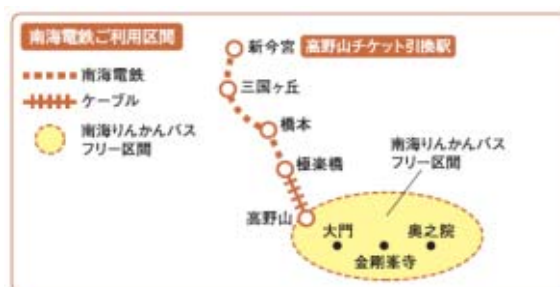 南海電鉄ご利用区間
南海電鉄
ケーブル
南海りんかんバス
フリー区間
新今宮
高野山チケット引換駅
三国ヶ丘
橋本
極楽橋
高野山
南海りんかんバス
フリー区間
大門
奥之院
金剛峯寺